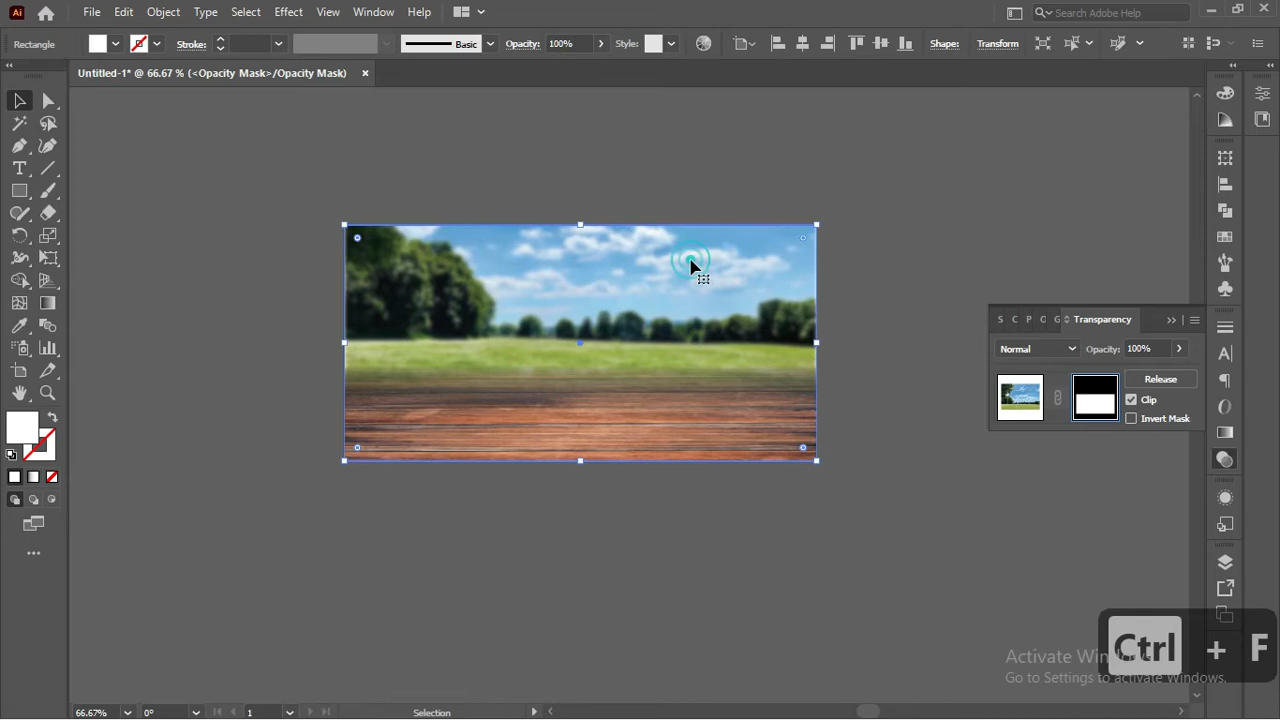 Ai File Edit Object Type Select Effect View Window Help Search Adobe Help
Rectangle Stroke: Basic Opacity: 100% Style: Shape: Transform
Untitled-1* @ 66.67 % (<Opacity Mask>/Opacity Mask) ×
S C P O G Transparency
Normal Opacity: 100%
Release
Clip
Invert Mask
Ctrl + F
Activate Windows
Go to Settings to activate Windows.
66.67% 0° 1 Selection